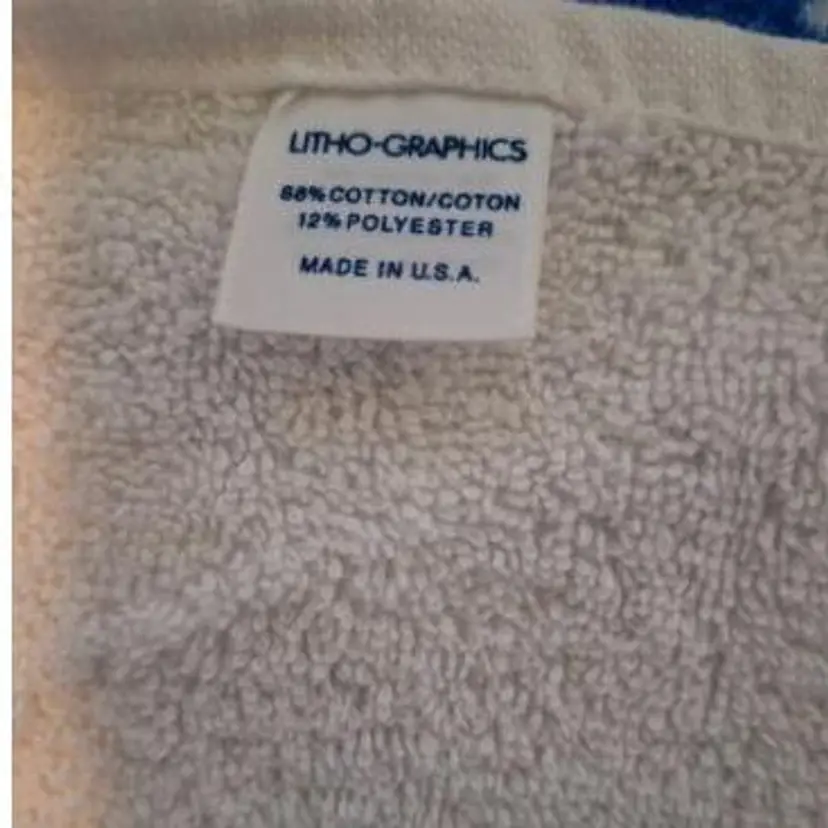 LITHO-GRAPHICS
88% COTTON/COTON
12% POLYESTER
MADE IN U.S.A.